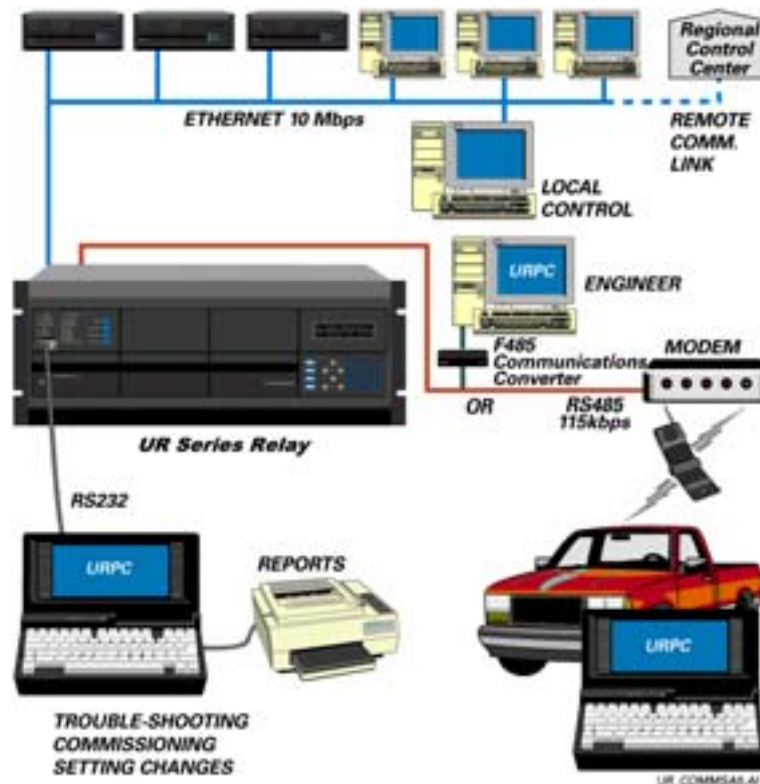 Regional
Control
Center
ETHERNET 10 Mbps
REMOTE
COMM.
LINK
LOCAL
CONTROL
URPC
ENGINEER
F485
Communications
Converter
MODEM
OR
RS485
115kbps
UR Series Relay
RS232
URPC
REPORTS
URPC
TROUBLE-SHOOTING
COMMISSIONING
SETTING CHANGES